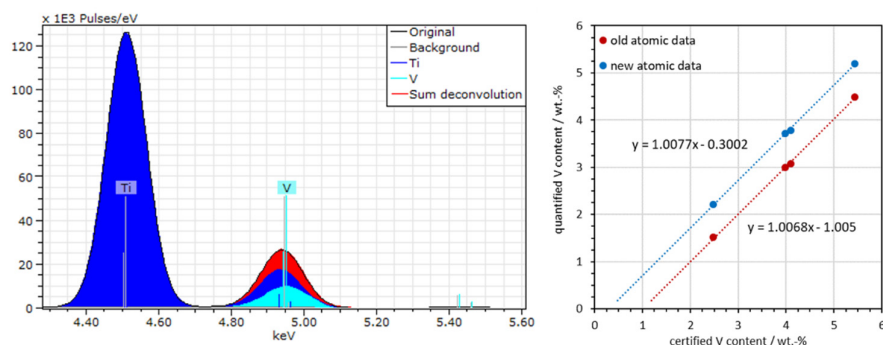 x 1E3 Pulses/eV
120
100
80
60
40
20
0
Original
Background
Ti
V
Sum deconvolution
Ti
V
4.40 4.60 4.80 5.00 5.20 5.40 5.60
keV
quantified V content / wt.-%
6
5
4
3
2
1
0
old atomic data
new atomic data
y = 1.0077x - 0.3002
y = 1.0068x - 1.005
0 1 2 3 4 5 6
certified V content / wt.-%